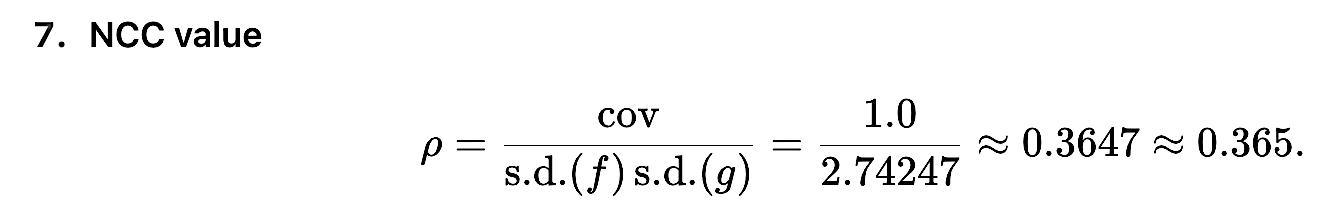 7. NCC value
ρ = cov / s.d.(f) s.d.(g) = 1.0 / 2.74247 ≈ 0.3647 ≈ 0.365.